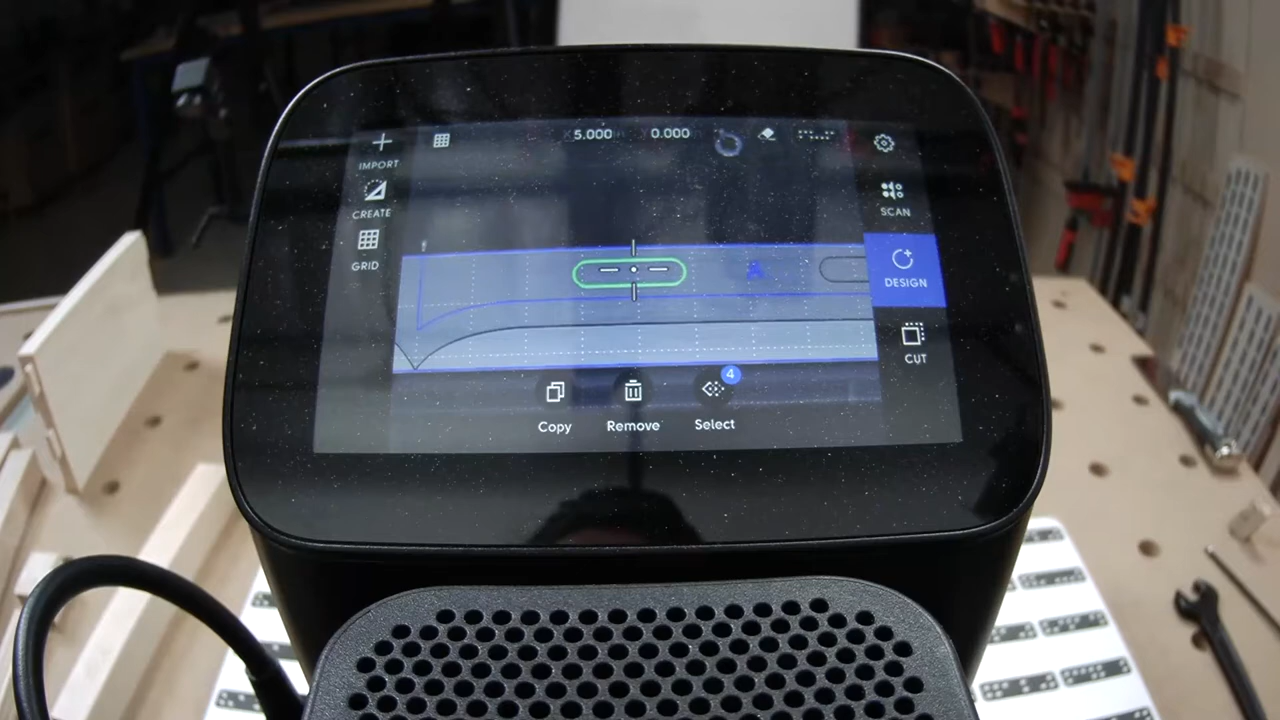 X 5.000 0.000
IMPORT
CREATE
GRID
SCAN
A
DESIGN
CUT
4
Copy Remove Select